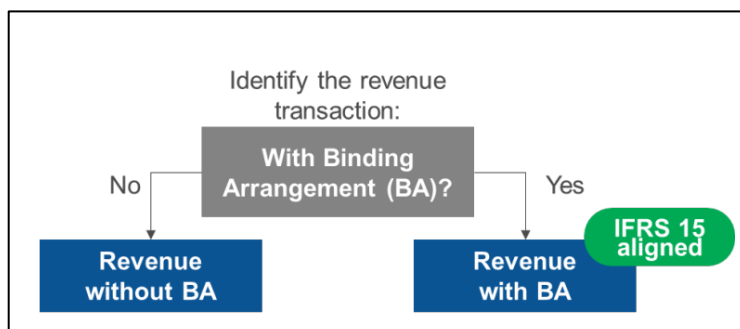 Identify the revenue
transaction:
With Binding
Arrangement (BA)?
No
Yes
IFRS 15
aligned
Revenue
without BA
Revenue
with BA